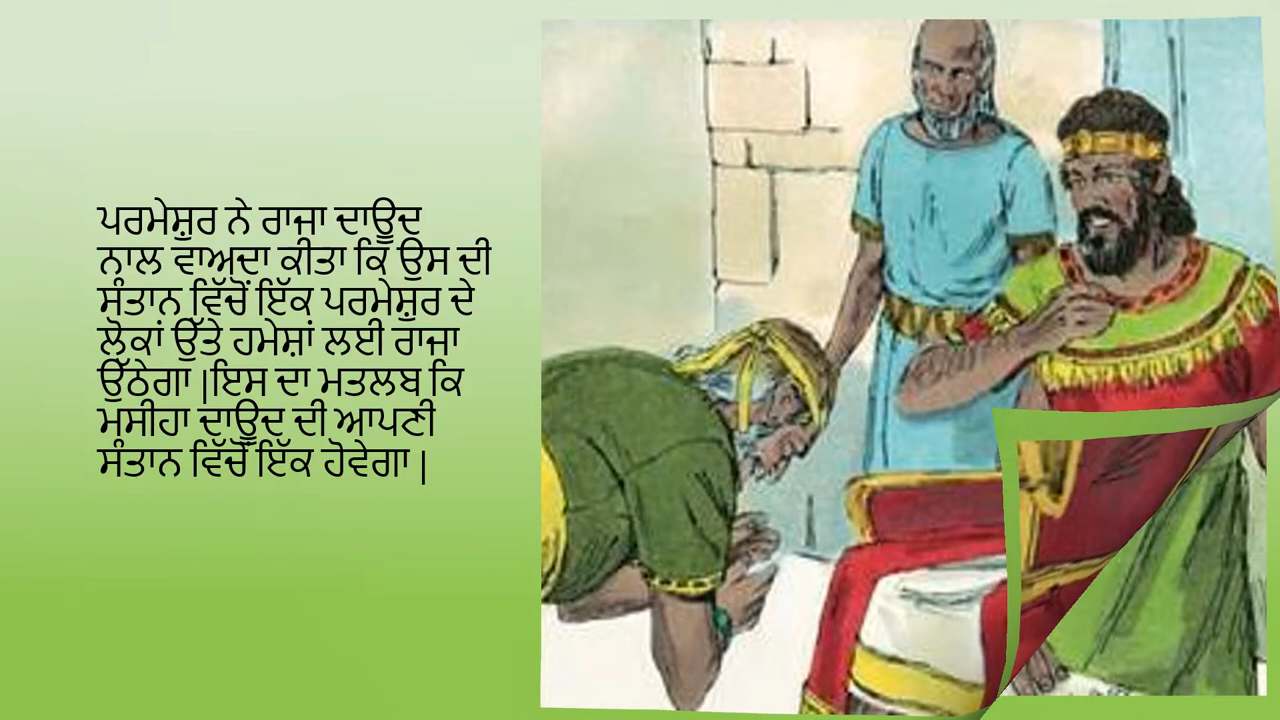 ਪਰਮੇਸ਼ੁਰ ਨੇ ਰਾਜਾ ਦਾਊਦ
ਨਾਲ ਵਾਅਦਾ ਕੀਤਾ ਕਿ ਉਸ ਦੀ
ਸੰਤਾਨ ਵਿੱਚੋਂ ਇੱਕ ਪਰਮੇਸ਼ੁਰ ਦੇ
ਲੋਕਾਂ ਉੱਤੇ ਹਮੇਸ਼ਾਂ ਲਈ ਰਾਜਾ
ਉੱਠੇਗਾ |ਇਸ ਦਾ ਮਤਲਬ ਕਿ
ਮਸੀਹਾ ਦਾਊਦ ਦੀ ਆਪਣੀ
ਸੰਤਾਨ ਵਿੱਚੋਂ ਇੱਕ ਹੋਵੇਗਾ |